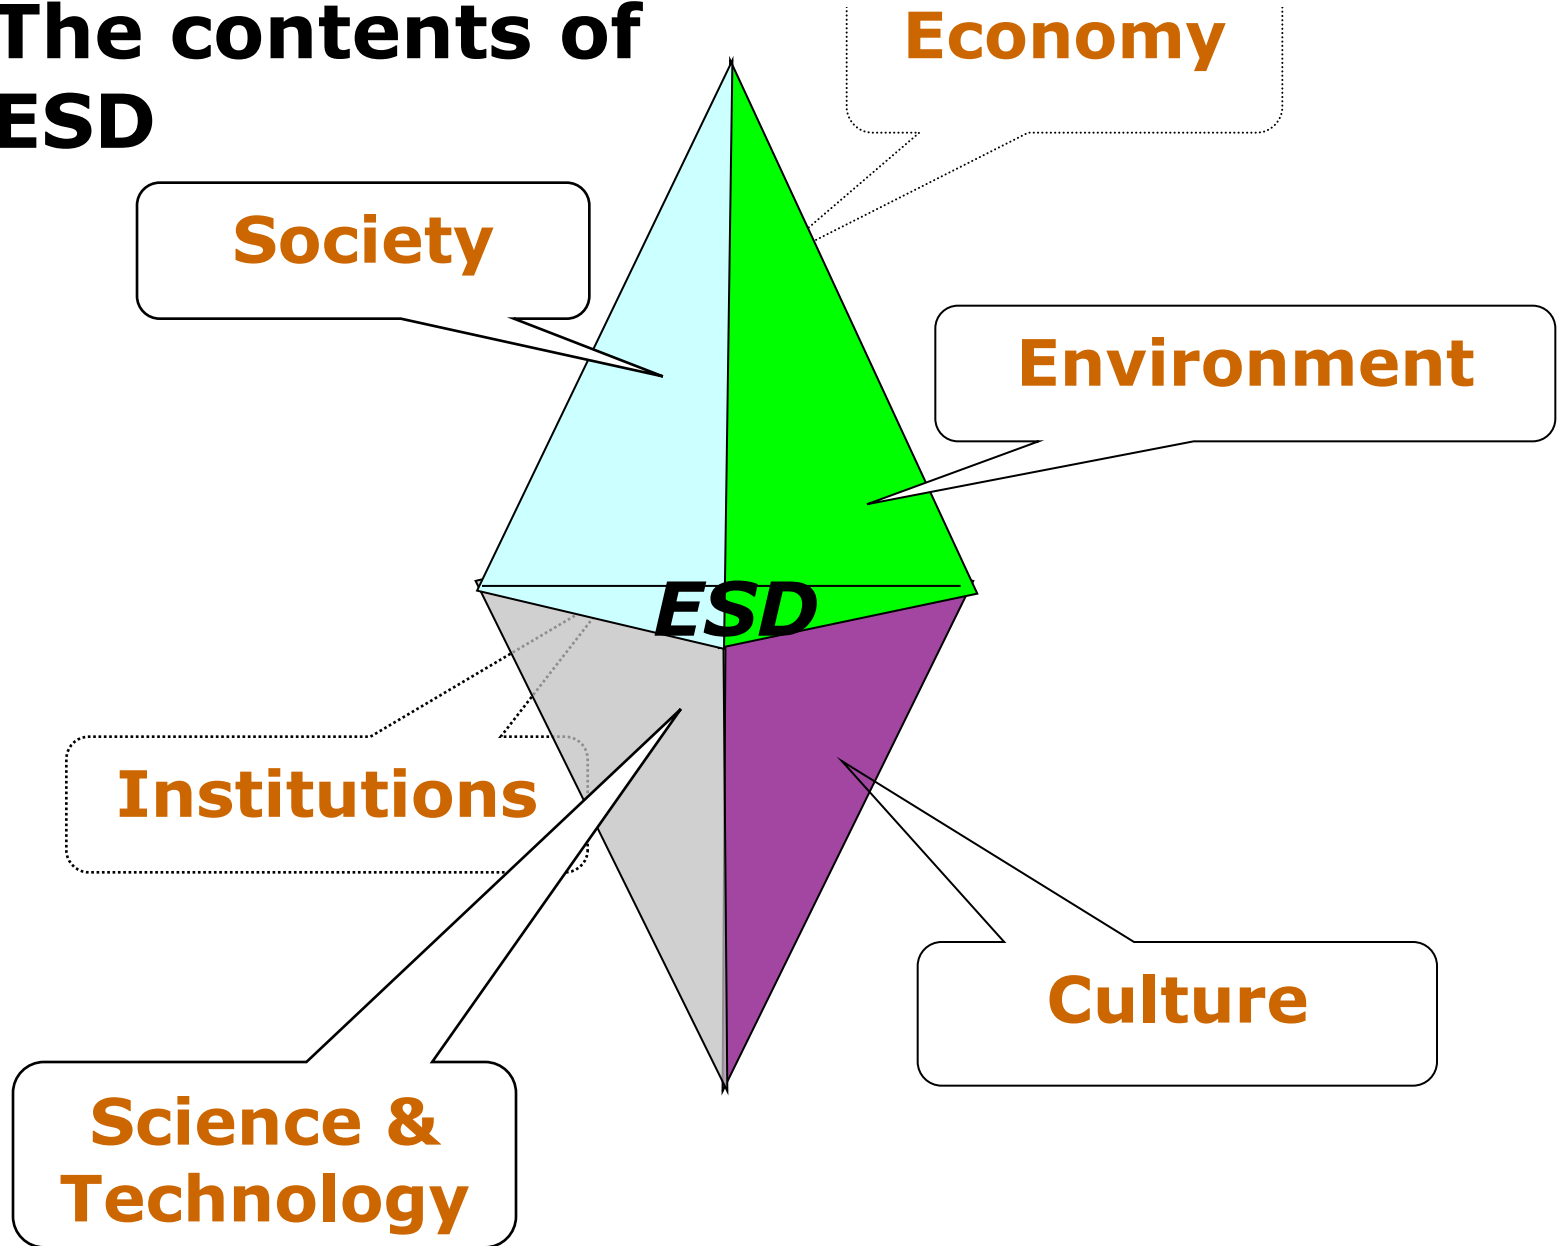 The contents of
ESD
Economy
Society
Environment
ESD
Institutions
Culture
Science &
Technology